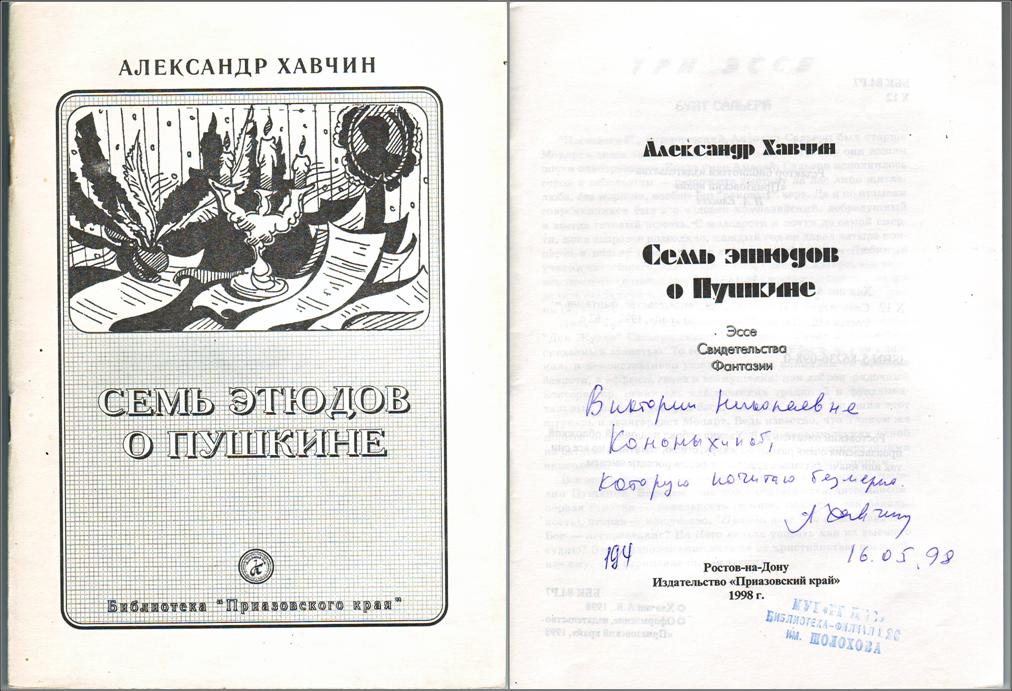 АЛЕКСАНДР ХАВЧИН
СЕМЬ ЭТЮДОВ
О ПУШКИНЕ
Библиотека "Приазовского края"
Александр Хавчин
Семь этюдов
о Пушкине
Эссе
Свидетельства
Фантазии
Виктории Николаевне
Кононыхиной,
которую почитаю безмерно.
А Хавчин
194
16.05.98
Ростов-на-Дону
Издательство «Приазовский край»
1998 г.
БИБЛИОТЕКА-ФИЛИАЛ
ИМ. ШОЛОХОВА